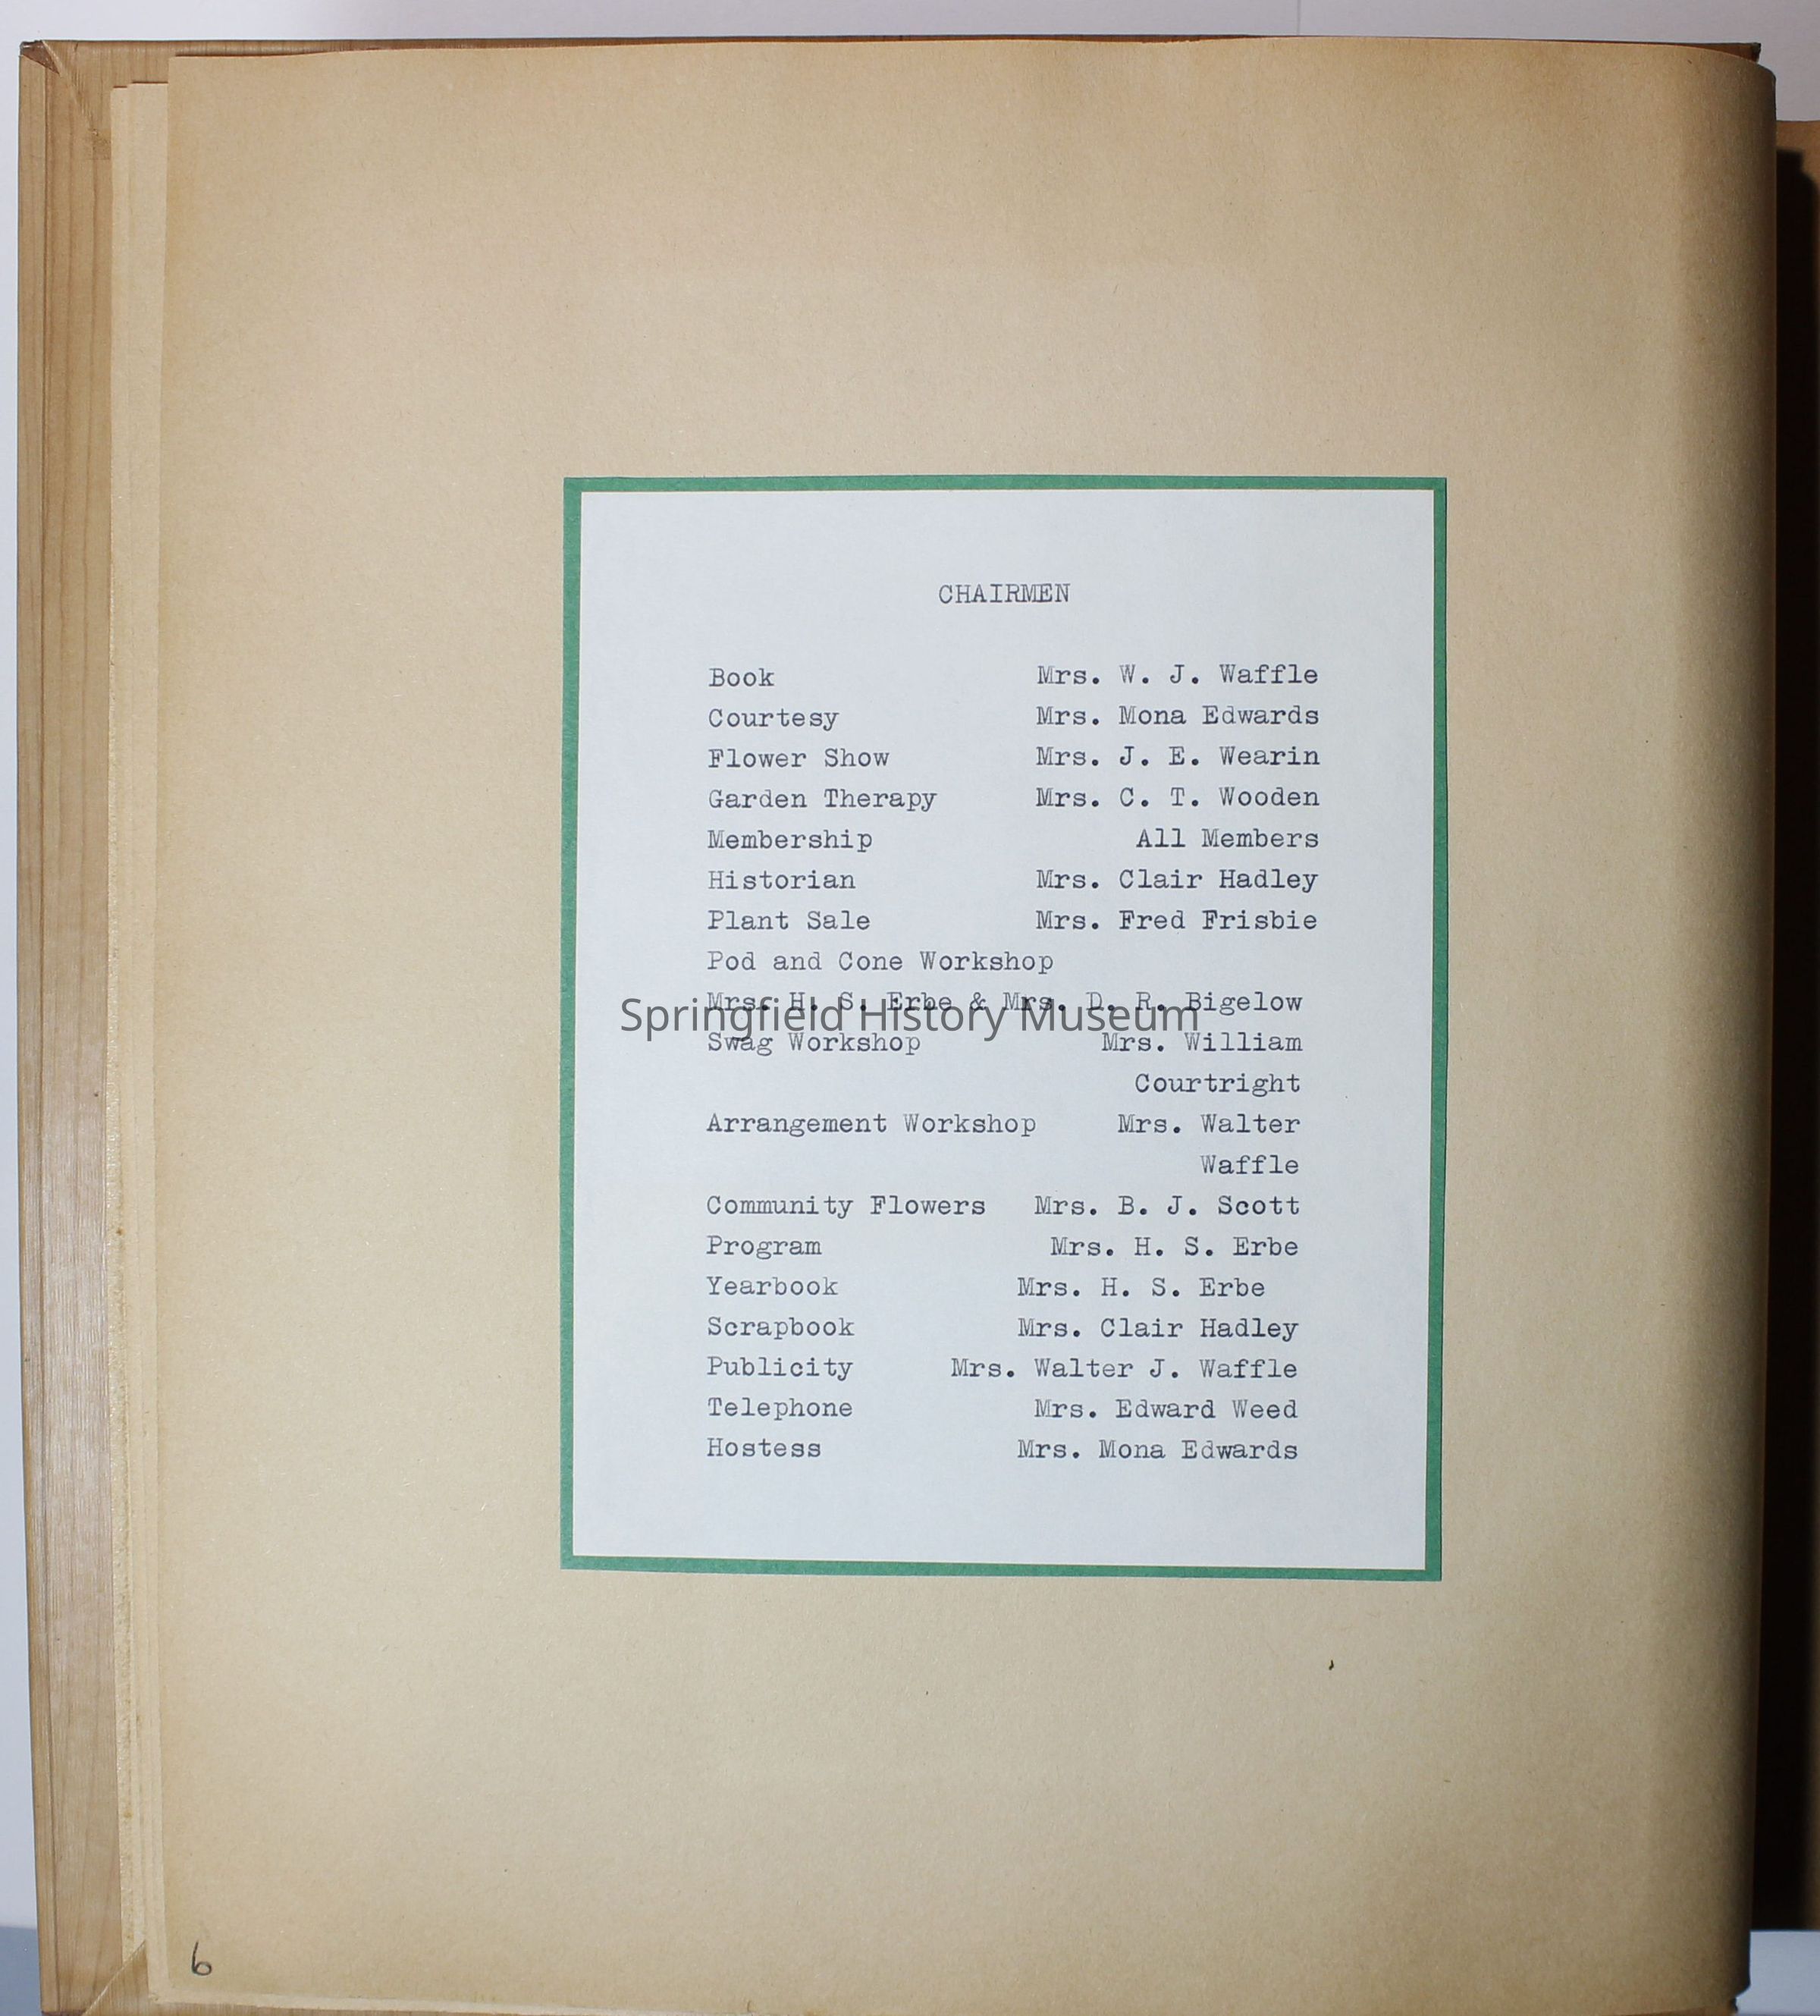 CHAIRMEN
Book Mrs. W. J. Waffle
Courtesy Mrs. Mona Edwards
Flower Show Mrs. J. E. Wearin
Garden Therapy Mrs. C. T. Wooden
Membership All Members
Historian Mrs. Clair Hadley
Plant Sale Mrs. Fred Frisbie
Pod and Cone Workshop
Mrs. H. S. Erbe & Mrs. D. R. Bigelow
Springfield History Museum
Swag Workshop Mrs. William
Courtright
Arrangement Workshop Mrs. Walter
Waffle
Community Flowers Mrs. B. J. Scott
Program Mrs. H. S. Erbe
Yearbook Mrs. H. S. Erbe
Scrapbook Mrs. Clair Hadley
Publicity Mrs. Walter J. Waffle
Telephone Mrs. Edward Weed
Hostess Mrs. Mona Edwards
6